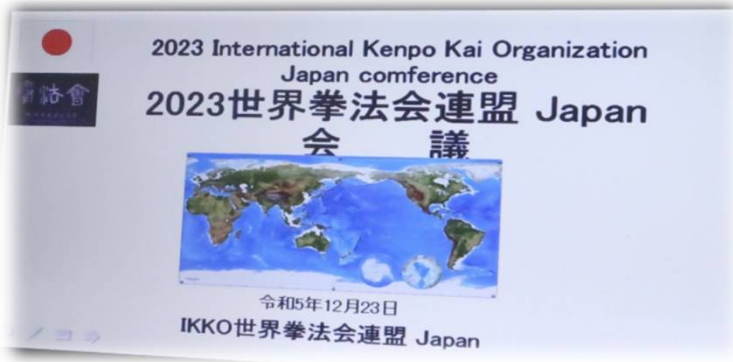 2023 International Kenpo Kai Organization
Japan comference
2023世界拳法会連盟 Japan
会　　議
令和5年12月23日
IKKO世界拳法会連盟 Japan